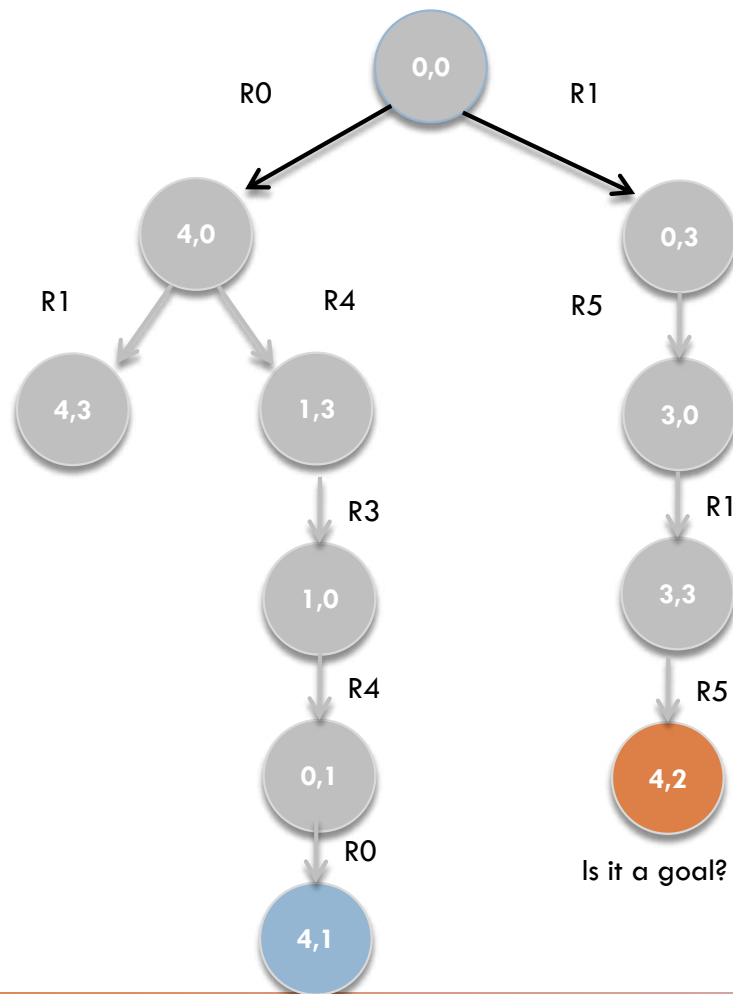 0,0
R0
R1
4,0
0,3
R1
R4
R5
4,3
1,3
3,0
R3
R1
1,0
3,3
R4
R5
0,1
4,2
R0
Is it a goal?
4,1